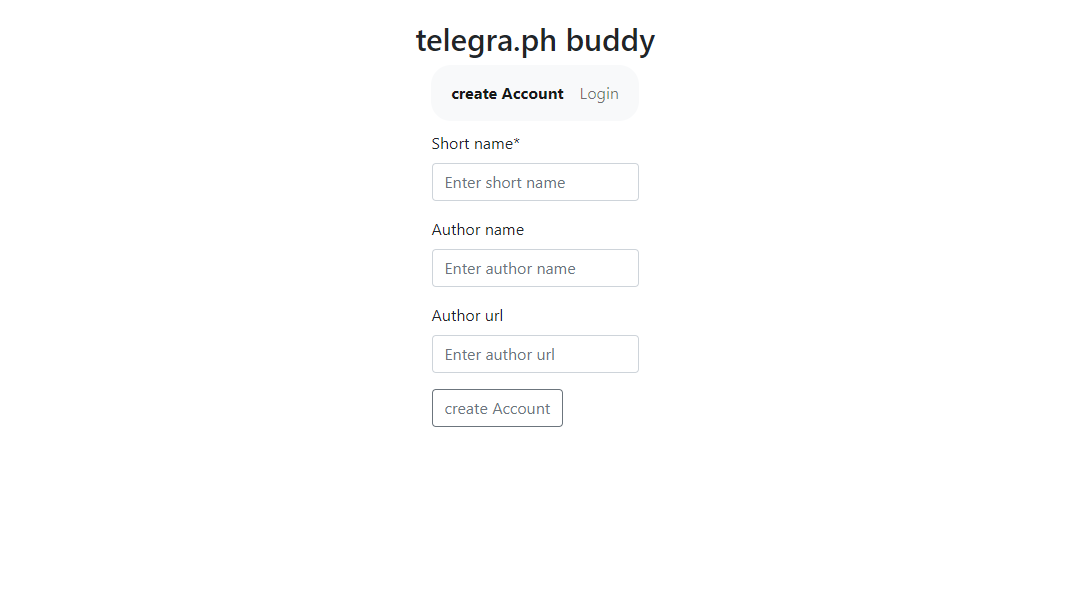 telegra.ph buddy
create Account Login
Short name*
Enter short name
Author name
Enter author name
Author url
Enter author url
create Account